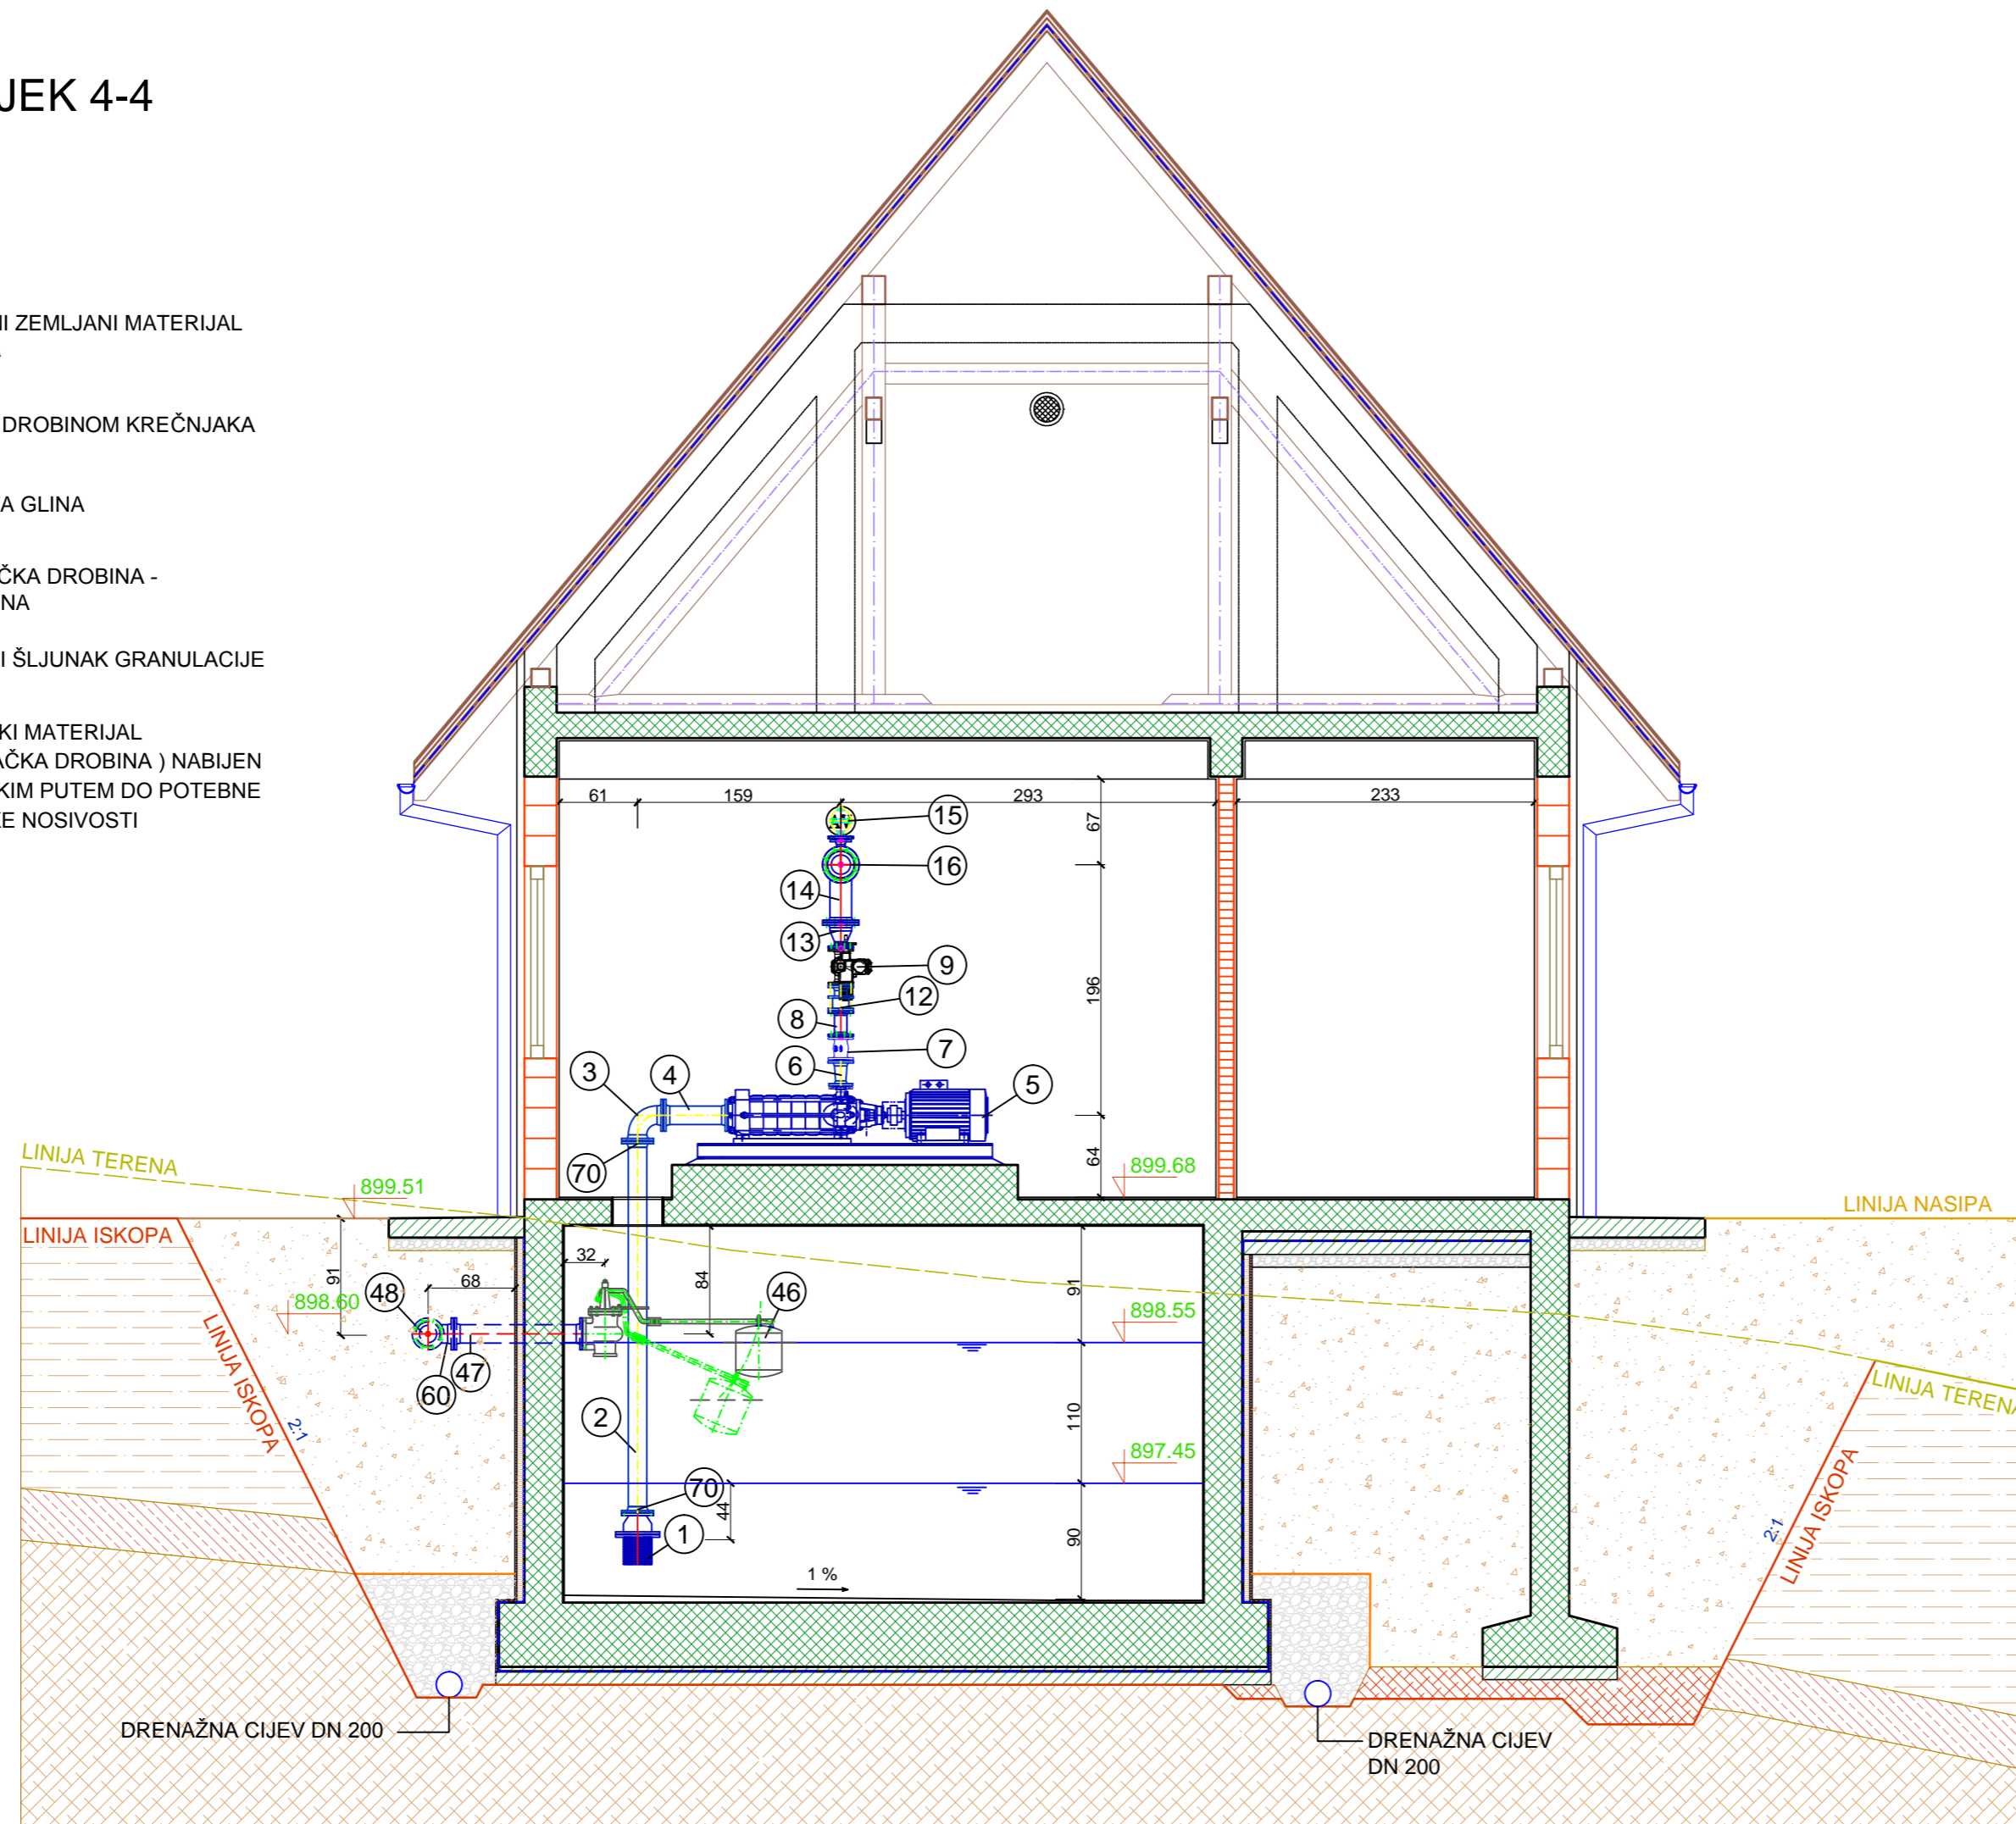 JEK 4-4
ZEMLJANI MATERIJAL
DROBINOM KREČNJAKA
GLINA
DROBINA -
ŠLJUNAK GRANULACIJE
MATERIJAL
DROBINA ) NABIJEN
KIM PUTEM DO POTEBNE
NOSIVOSTI
61
159
293
233
67
15
16
14
13
9
196
12
8
7
6
3
4
5
70
64
LINIJA TERENA
899.51
899.68
LINIJA NASIPA
LINIJA ISKOPA
91
68
32
84
46
91
48
898.60
898.55
LINIJA ISKOPA
2:1
60
47
2
110
LINIJA TERENA
897.45
70
44
1
90
2:1
LINIJA ISKOPA
1 %
DRENAŽNA CIJEV DN 200
DRENAŽNA CIJEV
DN 200